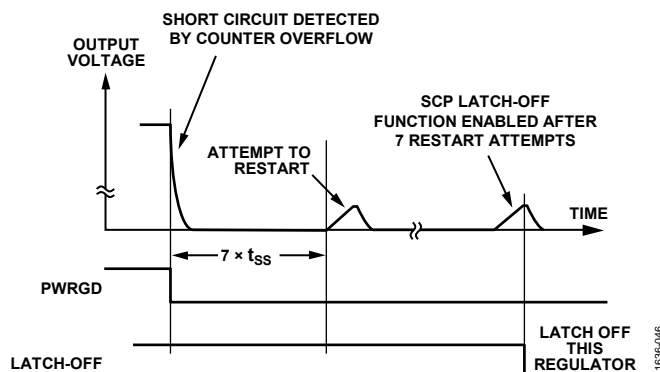 SHORT CIRCUIT DETECTED
BY COUNTER OVERFLOW
OUTPUT
VOLTAGE
SCP LATCH-OFF
FUNCTION ENABLED AFTER
7 RESTART ATTEMPTS
ATTEMPT TO
RESTART
TIME
7 × tSS
PWRGD
LATCH-OFF
LATCH OFF
THIS
REGULATOR